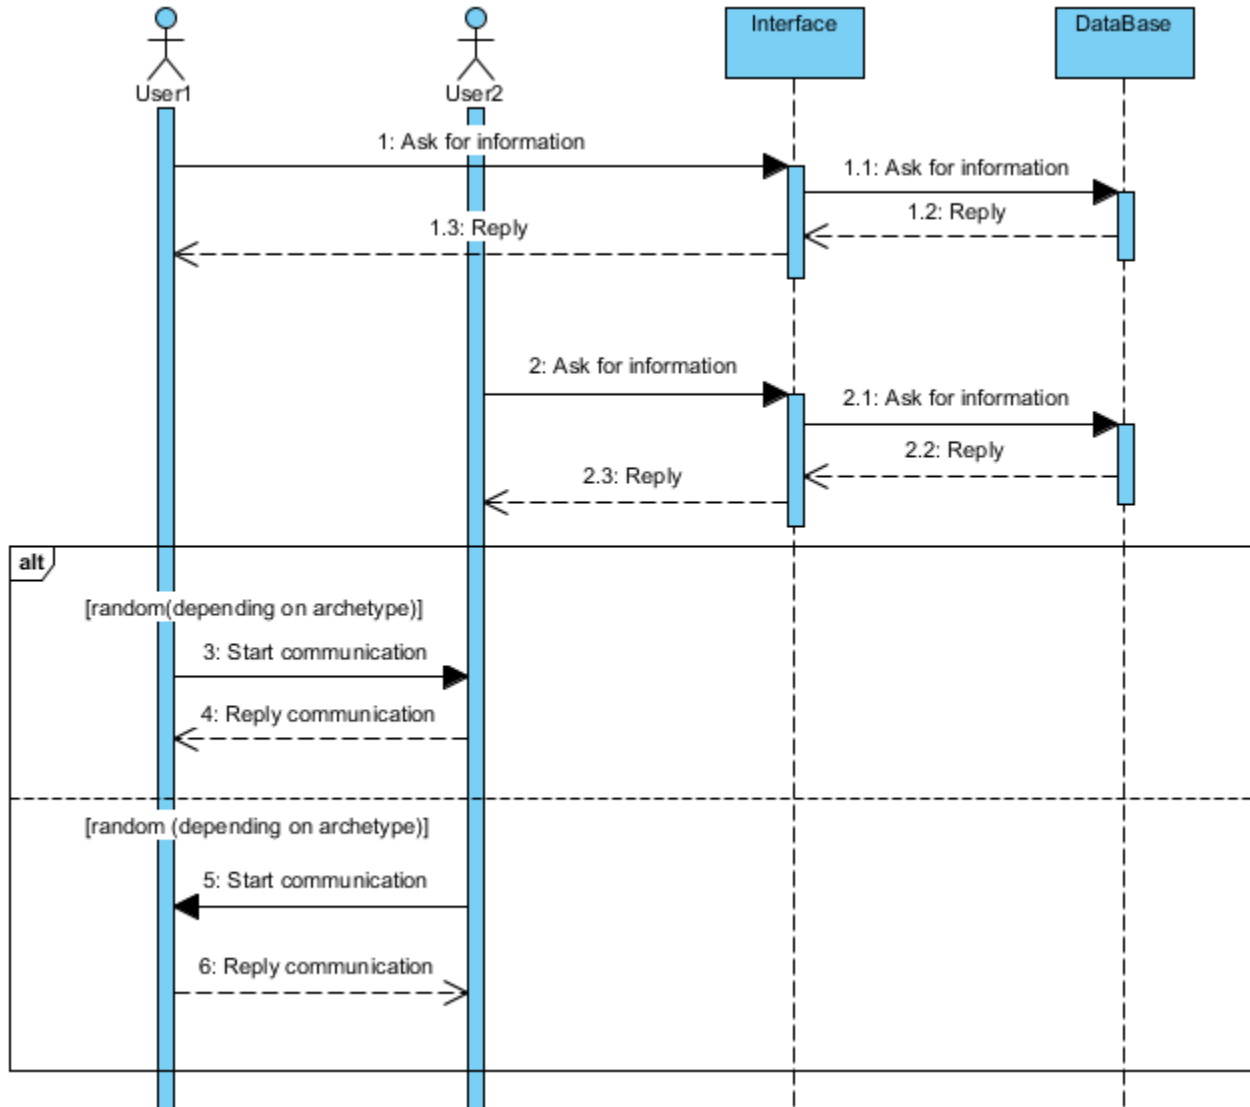 User1
User2
Interface
DataBase
1: Ask for information
1.1: Ask for information
1.2: Reply
1.3: Reply
2: Ask for information
2.1: Ask for information
2.2: Reply
2.3: Reply
alt
[random(depending on archetype)]
3: Start communication
4: Reply communication
[random (depending on archetype)]
5: Start communication
6: Reply communication